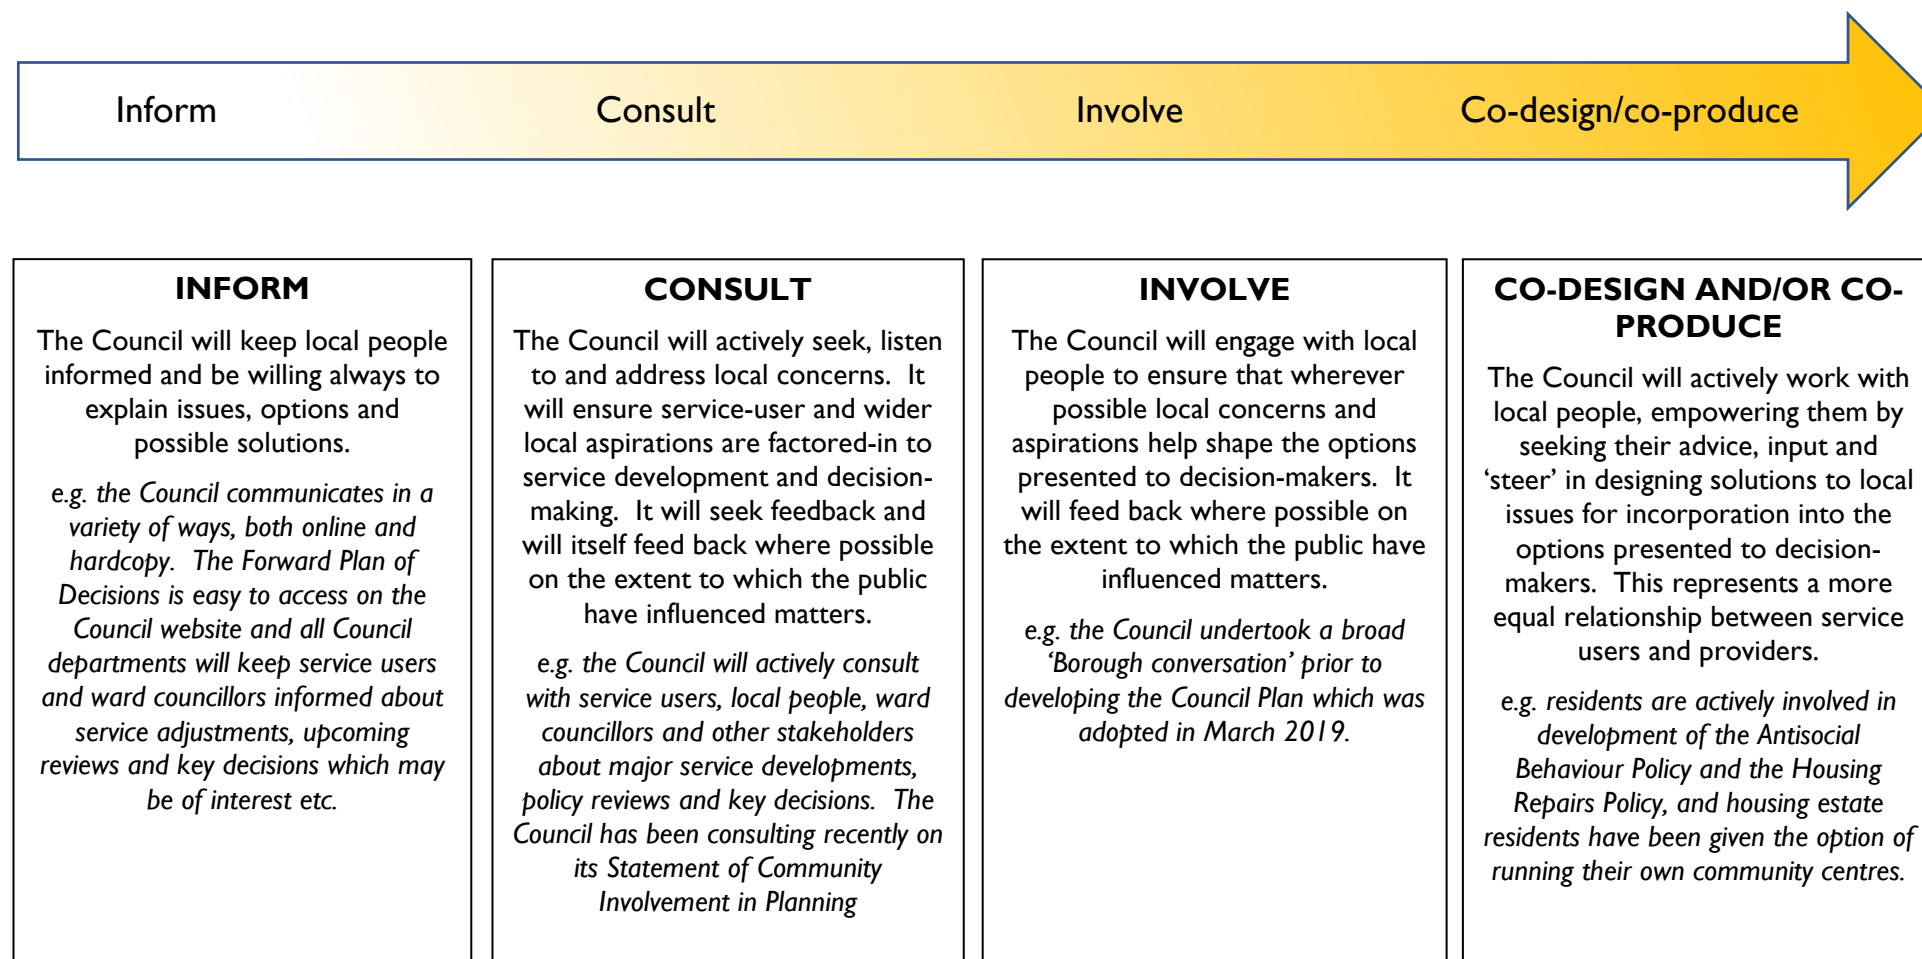 Inform
Consult
Involve
Co-design/co-produce
INFORM
The Council will keep local people
informed and be willing always to
explain issues, options and
possible solutions.
e.g. the Council communicates in a
variety of ways, both online and
hardcopy.  The Forward Plan of
Decisions is easy to access on the
Council website and all Council
departments will keep service users
and ward councillors informed about
service adjustments, upcoming
reviews and key decisions which may
be of interest etc.
CONSULT
The Council will actively seek, listen
to and address local concerns.  It
will ensure service-user and wider
local aspirations are factored-in to
service development and decision-
making.  It will seek feedback and
will itself feed back where possible
on the extent to which the public
have influenced matters.
e.g. the Council will actively consult
with service users, local people, ward
councillors and other stakeholders
about major service developments,
policy reviews and key decisions.  The
Council has been consulting recently on
its Statement of Community
Involvement in Planning
INVOLVE
The Council will engage with local
people to ensure that wherever
possible local concerns and
aspirations help shape the options
presented to decision-makers.  It
will feed back where possible on
the extent to which the public have
influenced matters.
e.g. the Council undertook a broad
‘Borough conversation’ prior to
developing the Council Plan which was
adopted in March 2019.
CO-DESIGN AND/OR CO-
PRODUCE
The Council will actively work with
local people, empowering them by
seeking their advice, input and
‘steer’ in designing solutions to local
issues for incorporation into the
options presented to decision-
makers.  This represents a more
equal relationship between service
users and providers.
e.g. residents are actively involved in
development of the Antisocial
Behaviour Policy and the Housing
Repairs Policy, and housing estate
residents have been given the option of
running their own community centres.